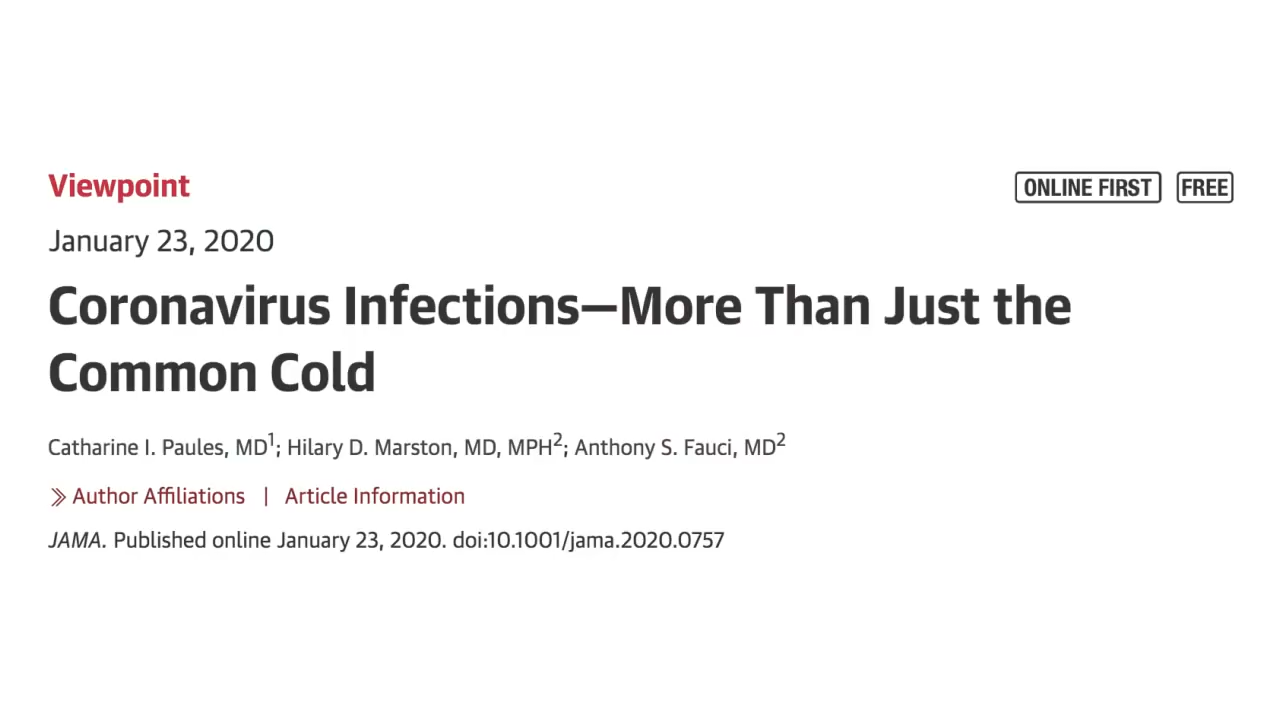 Viewpoint
ONLINE FIRST FREE
January 23, 2020
Coronavirus Infections—More Than Just the
Common Cold
Catharine I. Paules, MD1; Hilary D. Marston, MD, MPH2; Anthony S. Fauci, MD2
Author Affiliations | Article Information
JAMA. Published online January 23, 2020. doi:10.1001/jama.2020.0757